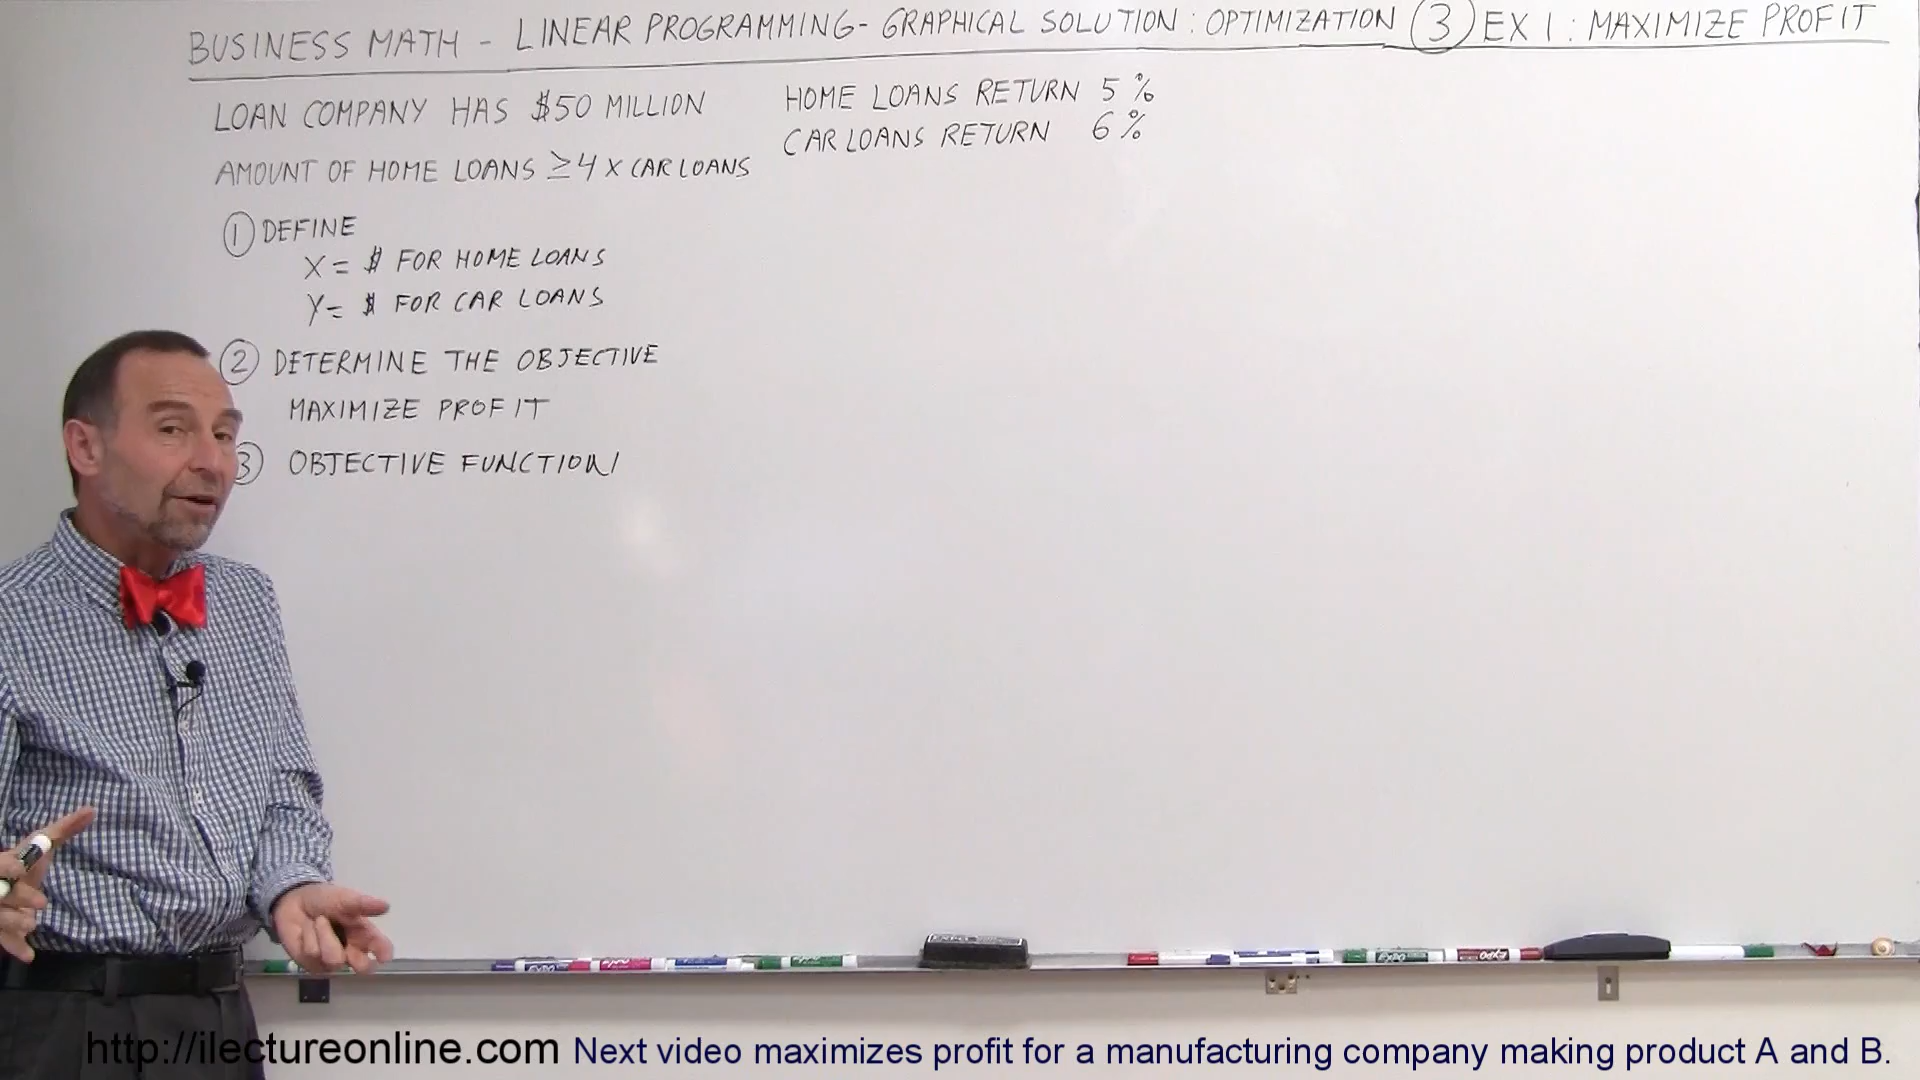 BUSINESS MATH - LINEAR PROGRAMMING - GRAPHICAL SOLUTION : OPTIMIZATION 3 EX 1 : MAXIMIZE PROFIT
LOAN COMPANY HAS $50 MILLION
AMOUNT OF HOME LOANS ≥ 4 X CAR LOANS
HOME LOANS RETURN 5 %
CAR LOANS RETURN 6 %
1 DEFINE
X = $ FOR HOME LOANS
Y = $ FOR CAR LOANS
2 DETERMINE THE OBJECTIVE
MAXIMIZE PROFIT
3 OBJECTIVE FUNCTION
EXPO
http://ilectureonline.com Next video maximizes profit for a manufacturing company making product A and B.